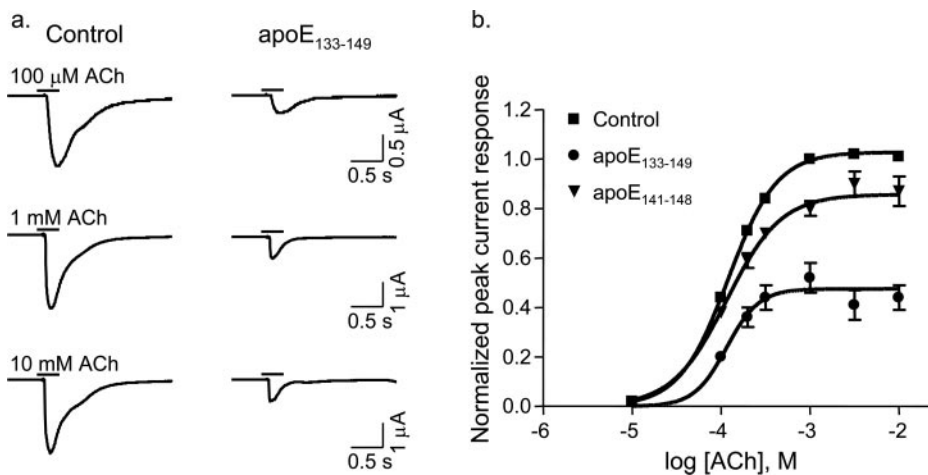 a.
Control apoE133-149
100 μM ACh
0.5 μA
0.5 s
1 mM ACh
1 μA
0.5 s
10 mM ACh
1 μA
0.5 s
b.
Normalized peak current response
1.2
1.0
0.8
0.6
0.4
0.2
0.0
Control
apoE133-149
apoE141-148
-6 -5 -4 -3 -2
log [ACh], M